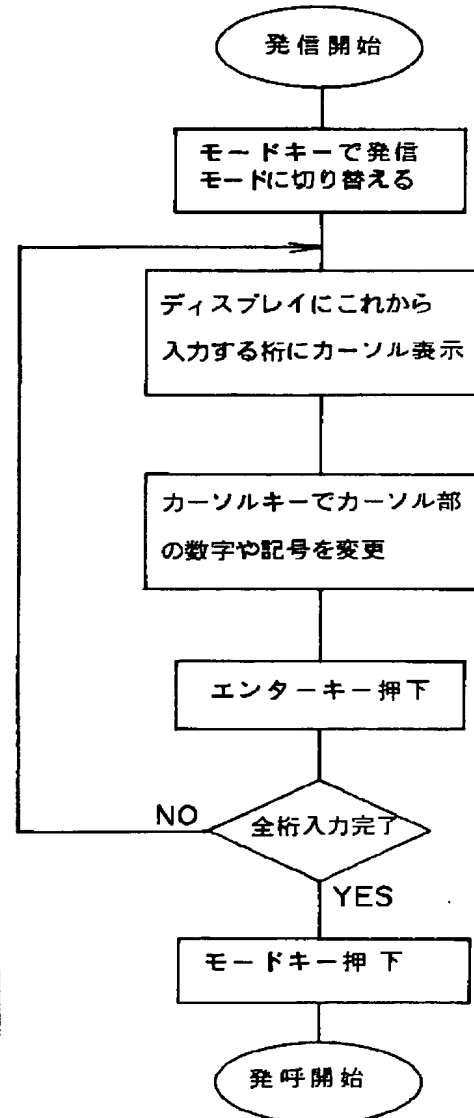 発信開始
モードキーで発信
モードに切り替える
ディスプレイにこれから
入力する桁にカーソル表示
カーソルキーでカーソル部
の数字や記号を変更
エンターキー押下
全桁入力完了
NO
YES
モードキー押下
発呼開始